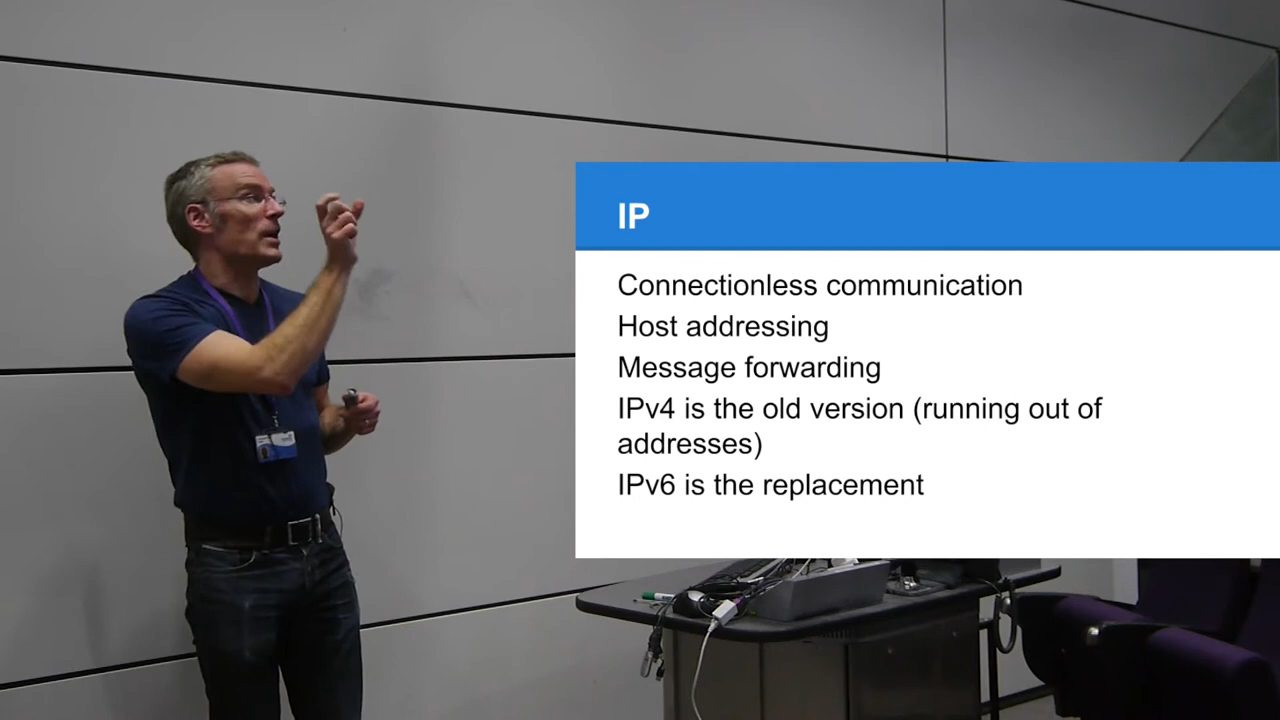 IP
Connectionless communication
Host addressing
Message forwarding
IPv4 is the old version (running out of
addresses)
IPv6 is the replacement